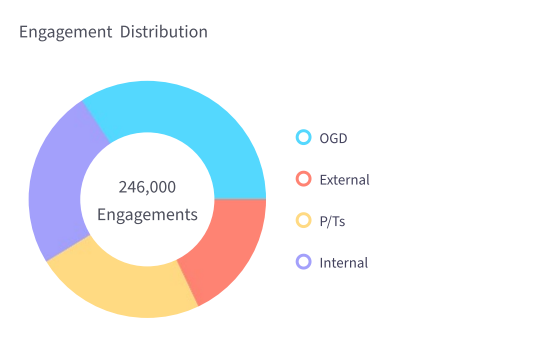 Engagement Distribution
246,000
Engagements
OGD
External
P/Ts
Internal